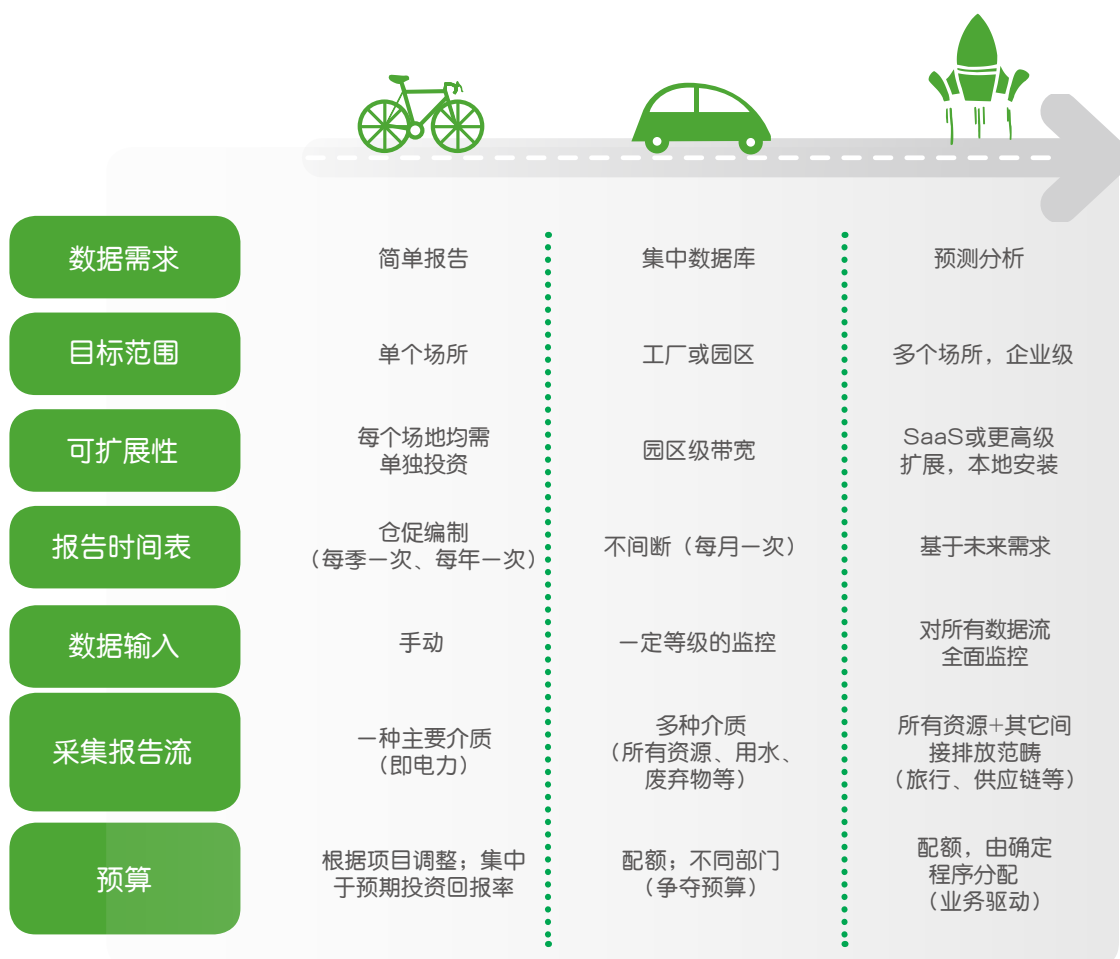 数据需求
简单报告
集中数据库
预测分析
目标范围
单个场所
工厂或园区
多个场所，企业级
可扩展性
每个场地均需
单独投资
园区级带宽
SaaS或更高级
扩展，本地安装
报告时间表
仓促编制
（每季一次、每年一次）
不间断（每月一次）
基于未来需求
数据输入
手动
一定等级的监控
对所有数据流
全面监控
采集报告流
一种主要介质
（即电力）
多种介质
（所有资源、用水、
废弃物等）
所有资源+其它间
接排放范畴
（旅行、供应链等）
预算
根据项目调整；集中
于预期投资回报率
配额；不同部门
（争夺预算）
配额，由确定
程序分配
（业务驱动）